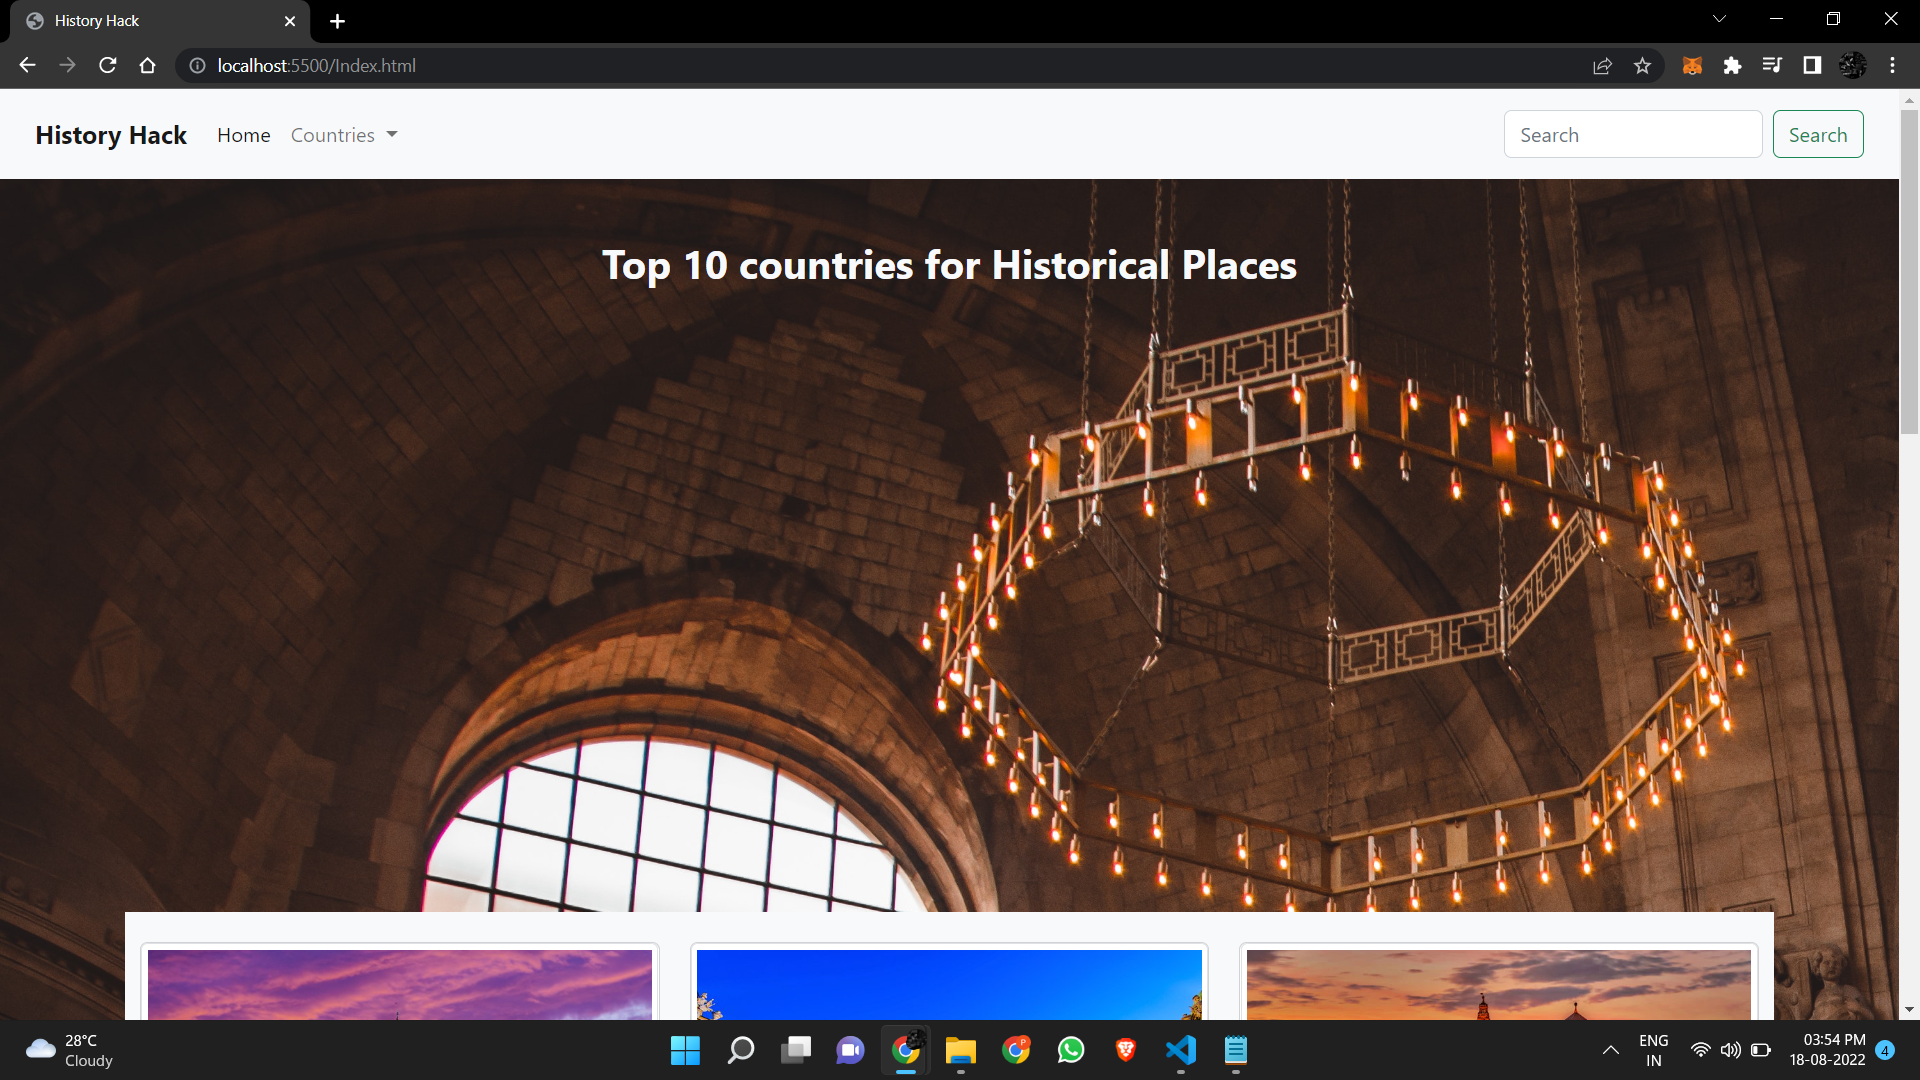 History Hack
localhost:5500/Index.html
History Hack Home Countries Search Search
Top 10 countries for Historical Places
28°C
Cloudy
P
ENG
IN
03:54 PM
18-08-2022
4